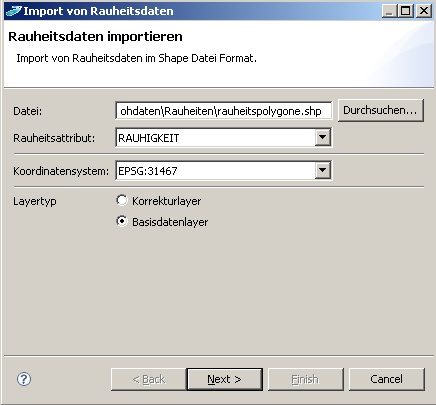 Import von Rauheitsdaten
Rauheitsdaten importieren
Import von Rauheitsdaten im Shape Datei Format.
Datei: ohdaten\Rauheiten\rauheitspolygone.shp Durchsuchen...
Rauheitsattribut: RAUHIGKEIT
Koordinatensystem: EPSG:31467
Layertyp Korrekturlayer
Basisdatenlayer
? < Back Next > Finish Cancel